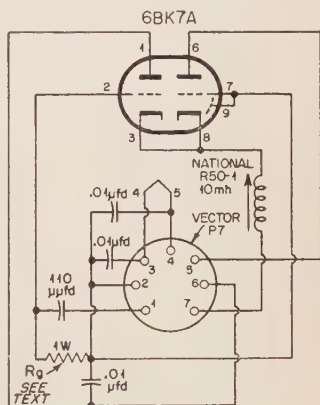 6BK7A
1
6
2
7
9
3
8
NATIONAL
R50-1
10mh
.01µfd
4
5
VECTOR
P7
.01µfd
3
4
5
2
6
110
µµfd
1
7
1W
Rg
SEE
TEXT
.01
µfd